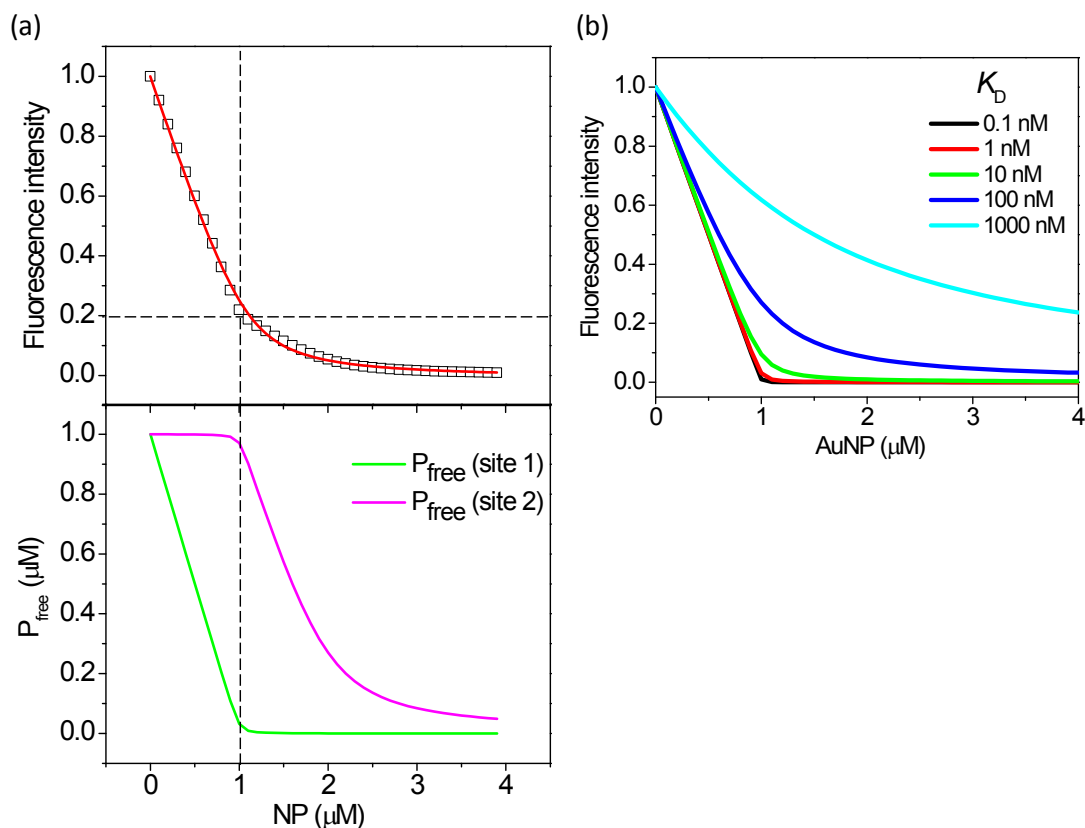 (a)
Fluorescence intensity
1.0
0.8
0.6
0.4
0.2
0.0
P_free (μM)
1.0
0.8
0.6
0.4
0.2
0.0
P_free (site 1)
P_free (site 2)
0 1 2 3 4
NP (μM)
(b)
Fluorescence intensity
1.0
0.8
0.6
0.4
0.2
0.0
K_D
0.1 nM
1 nM
10 nM
100 nM
1000 nM
0 1 2 3 4
AuNP (μM)